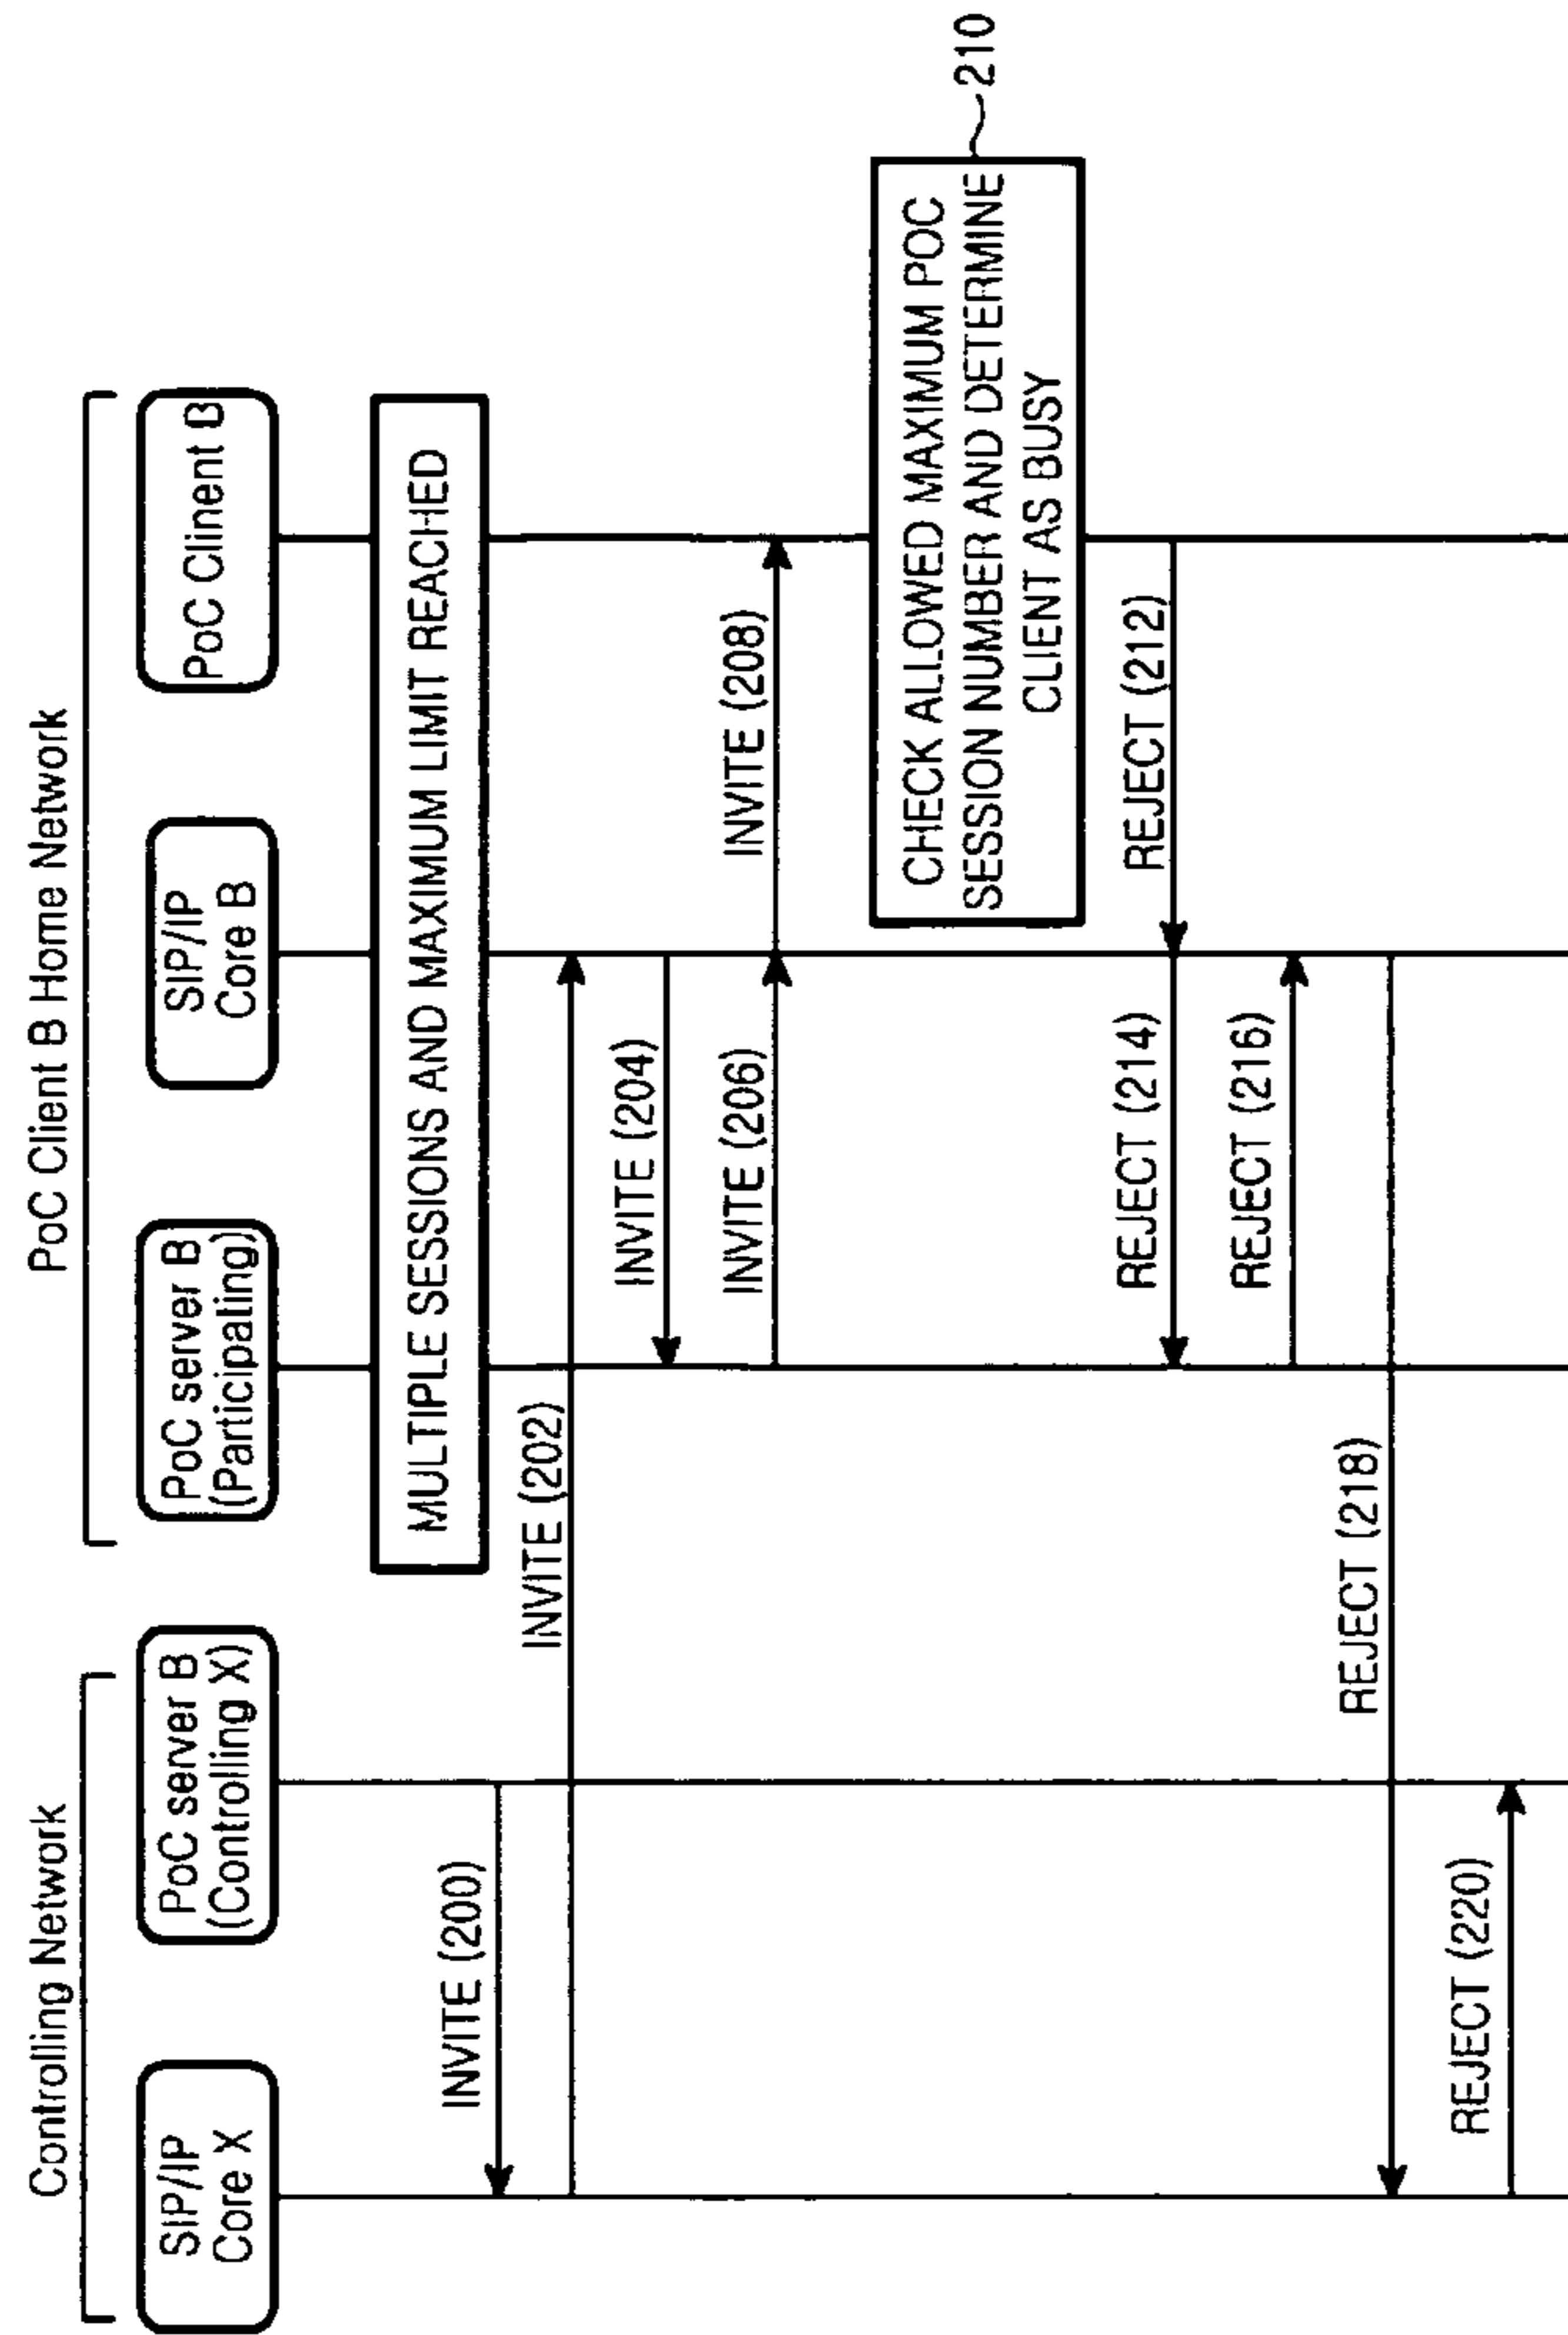 Controlling Network
PoC Client B Home Network
SIP/IP
Core X
PoC server B
(Controlling X)
PoC server B
(Participating)
SIP/IP
Core B
PoC Clinent B
MULTIPLE SESSIONS AND MAXIMUM LIMIT REACHED
INVITE (200)
INVITE (202)
INVITE (204)
INVITE (206)
INVITE (208)
CHECK ALLOWED MAXIMUM POC
SESSION NUMBER AND DETERMINE
CLIENT AS BUSY
210
REJECT (212)
REJECT (214)
REJECT (216)
REJECT (218)
REJECT (220)